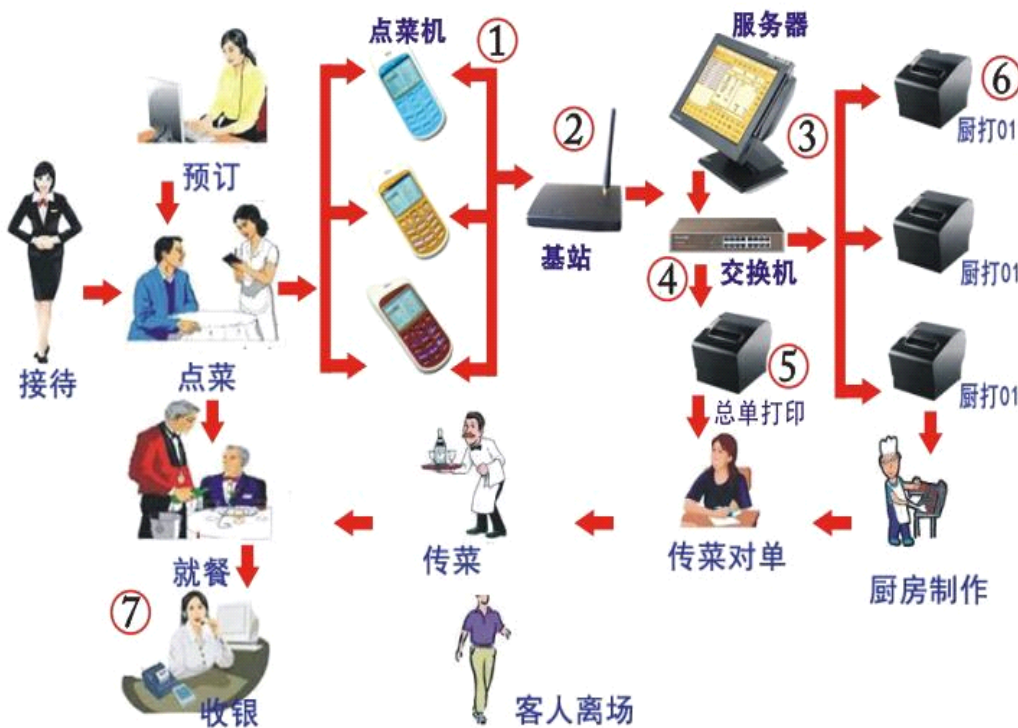 点菜机
①
服务器
②
③
⑥
厨打01
预订
基站
④
交换机
厨打01
接待
点菜
⑤
总单打印
厨打01
就餐
传菜
传菜对单
厨房制作
⑦
收银
客人离场